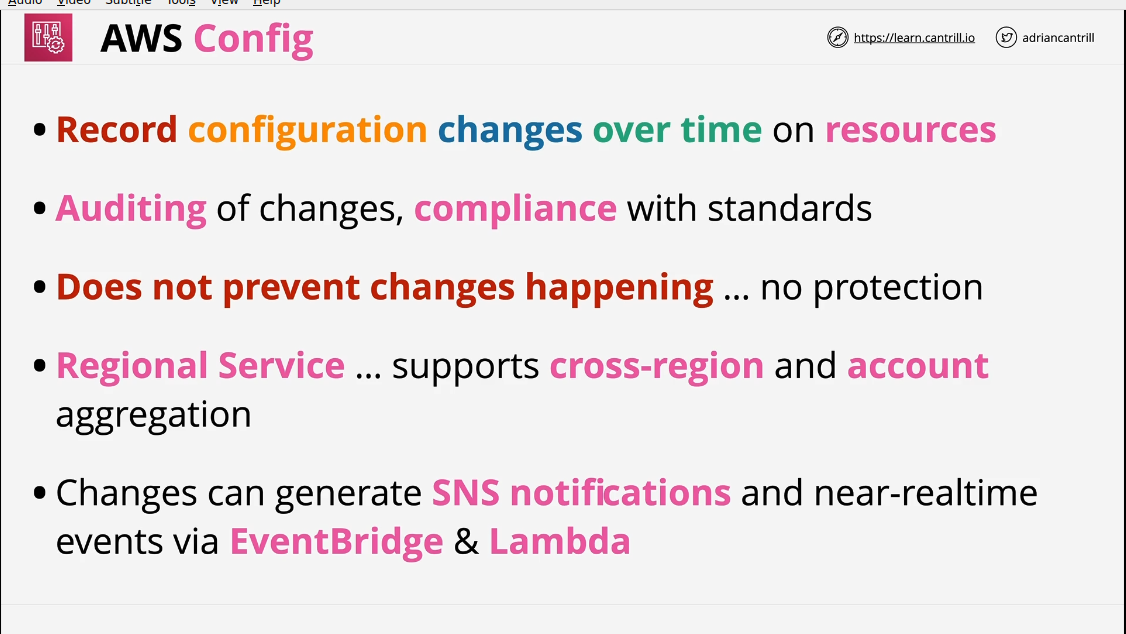 Audio Video Subtitle Tools View Help
AWS Config
https://learn.cantrill.io
adriancantrill
• Record configuration changes over time on resources
• Auditing of changes, compliance with standards
• Does not prevent changes happening ... no protection
• Regional Service ... supports cross-region and account
aggregation
• Changes can generate SNS notifications and near-realtime
events via EventBridge & Lambda